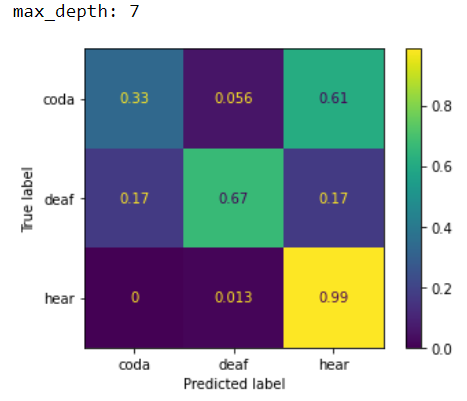 max_depth: 7
coda 0.33 0.056 0.61
deaf 0.17 0.67 0.17
hear 0 0.013 0.99
coda deaf hear
Predicted label
True label
0.8
0.6
0.4
0.2
0.0